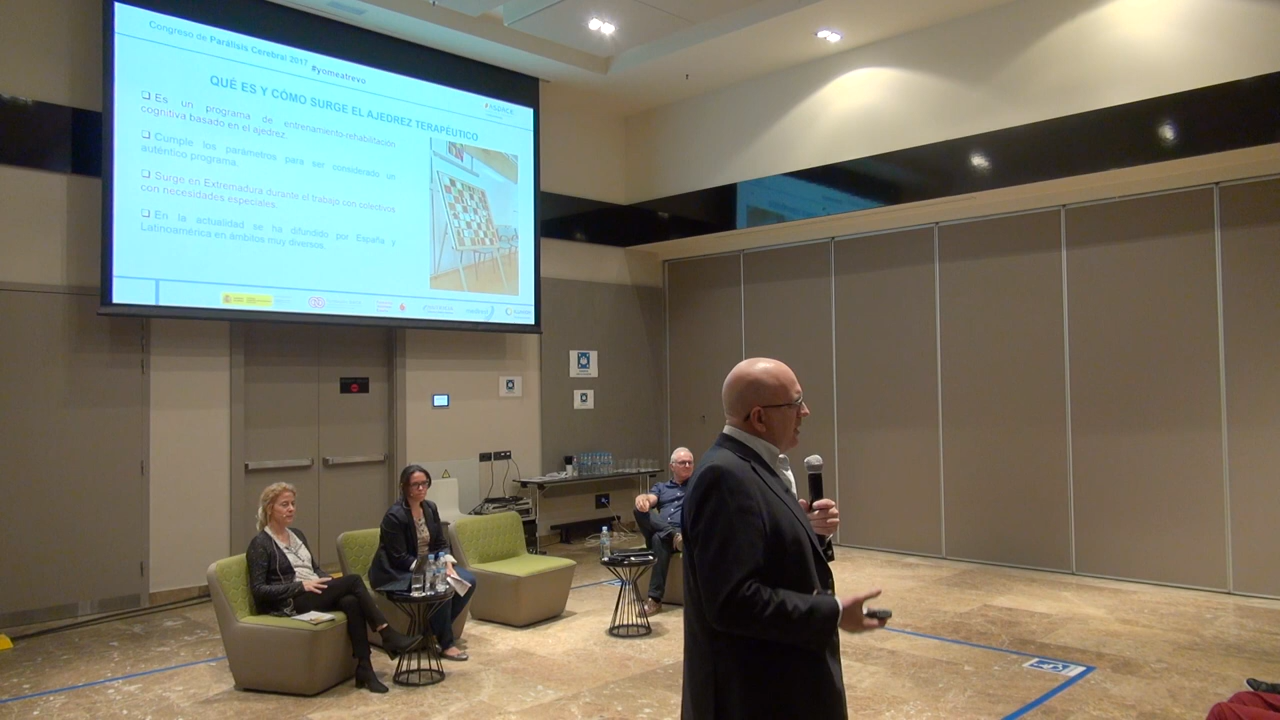 Congreso de Parálisis Cerebral 2017
#yomeatrevo
aspace
QUÉ ES Y CÓMO SURGE EL AJEDREZ TERAPÉUTICO
❑ Es un programa de entrenamiento-rehabilitación
cognitiva basado en el ajedrez.
❑ Cumple los parámetros para ser considerado un
auténtico programa.
❑ Surge en Extremadura durante el trabajo con colectivos
con necesidades especiales.
❑ En la actualidad se ha difundido por España y
Latinoamérica en ámbitos muy diversos.